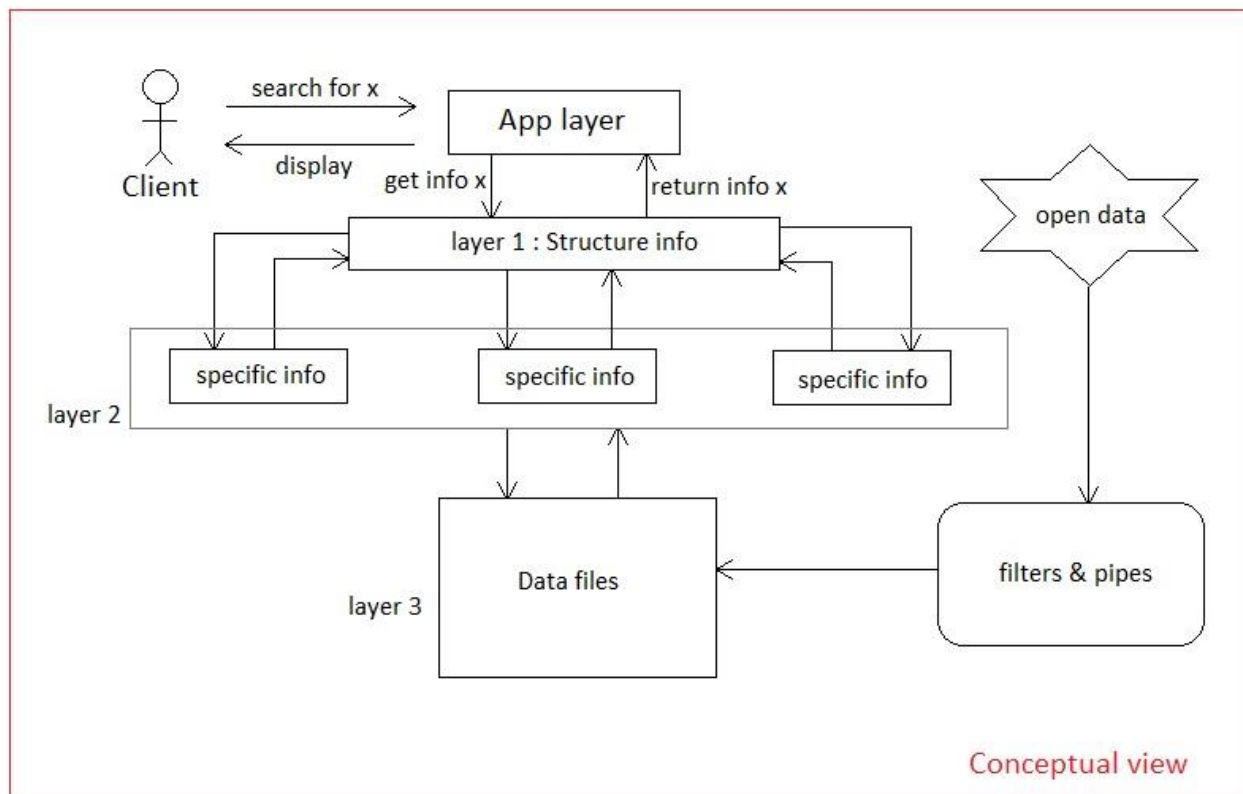 search for x
App layer
display
Client
get info x
return info x
open data
layer 1 : Structure info
specific info
specific info
specific info
layer 2
Data files
filters & pipes
layer 3
Conceptual view